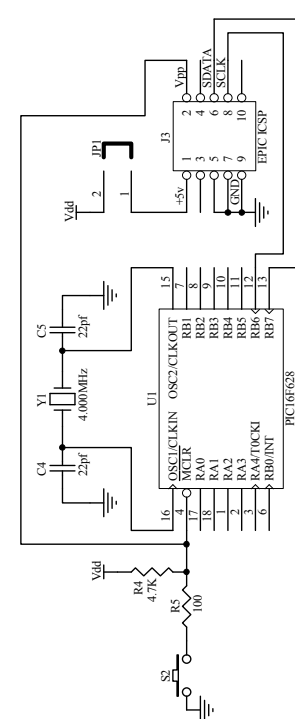 C4
22pf
Y1
4.000MHz
C5
22pf
Vdd
2
1
JP1
S2
R5
100
Vdd
R4
4.7K
U1
16 OSC1/CLKIN OSC2/CLKOUT 15
4 MCLR RB1 7
17 RA0 RB2 8
18 RA1 RB3 9
1 RA2 RB4 10
2 RA3 RB5 11
3 RA4/T0CKI RB6 12
6 RB0/INT RB7 13
PIC16F628
J3
+5v 1 2 Vpp
3 4
5 6 SDATA
7 8 SCLK
GND 9 10
EPIC ICSP